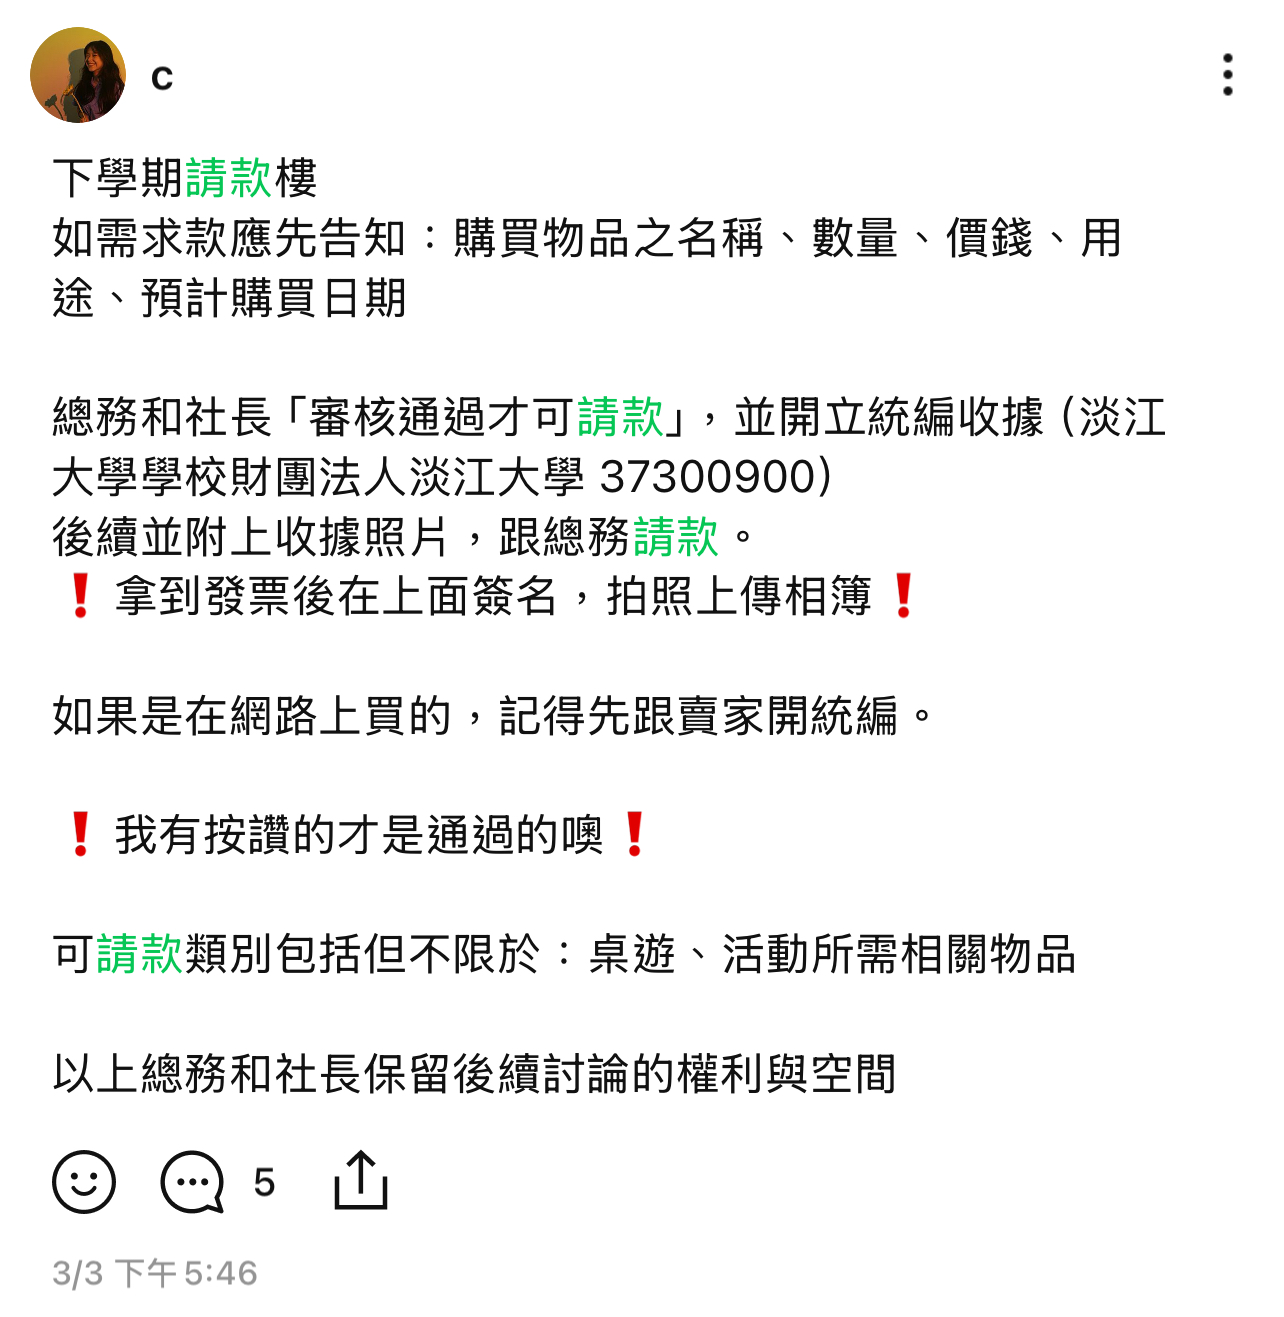 c
下學期請款樓
如需求款應先告知：購買物品之名稱、數量、價錢、用
途、預計購買日期
總務和社長「審核通過才可請款」，並開立統編收據（淡江
大學學校財團法人淡江大學 37300900）
後續並附上收據照片，跟總務請款。
❗拿到發票後在上面簽名，拍照上傳相簿❗
如果是在網路上買的，記得先跟賣家開統編。
❗我有按讚的才是通過的噢❗
可請款類別包括但不限於：桌遊、活動所需相關物品
以上總務和社長保留後續討論的權利與空間
5
3/3 下午 5:46